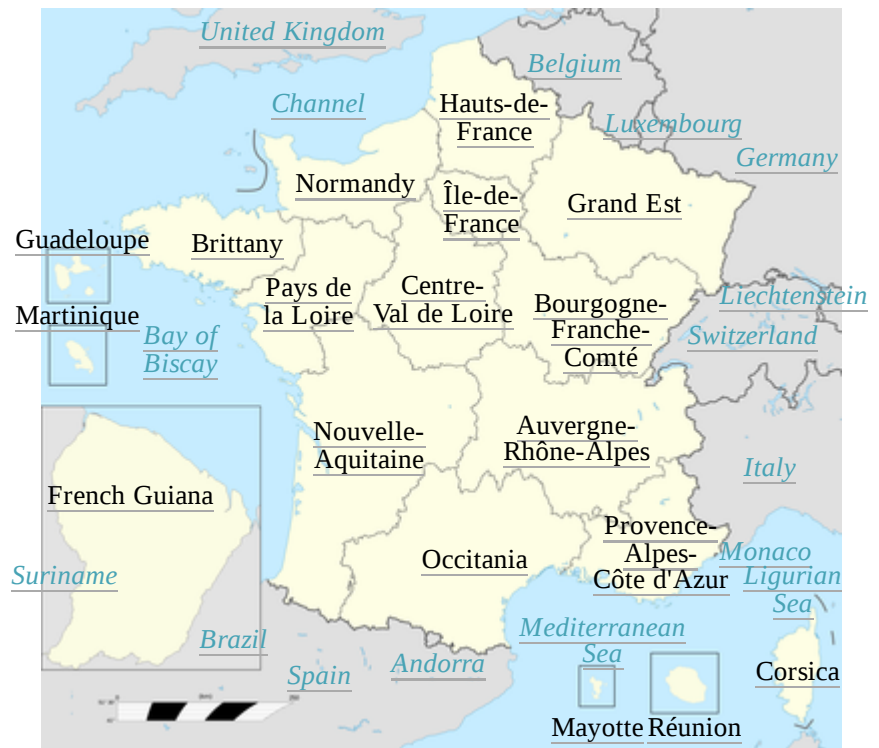 United Kingdom
Belgium
Channel
Hauts-de-
France
Luxembourg
Germany
Normandy
Île-de-
France
Grand Est
Guadeloupe
Brittany
Pays de
la Loire
Centre-
Val de Loire
Bourgogne-
Franche-
Comté
Liechtenstein
Switzerland
Martinique
Bay of
Biscay
Nouvelle-
Aquitaine
Auvergne-
Rhône-Alpes
Italy
French Guiana
Occitania
Provence-
Alpes-
Côte d'Azur
Monaco
Ligurian
Sea
Suriname
Brazil
Mediterranean
Sea
Spain
Andorra
Corsica
Mayotte
Réunion